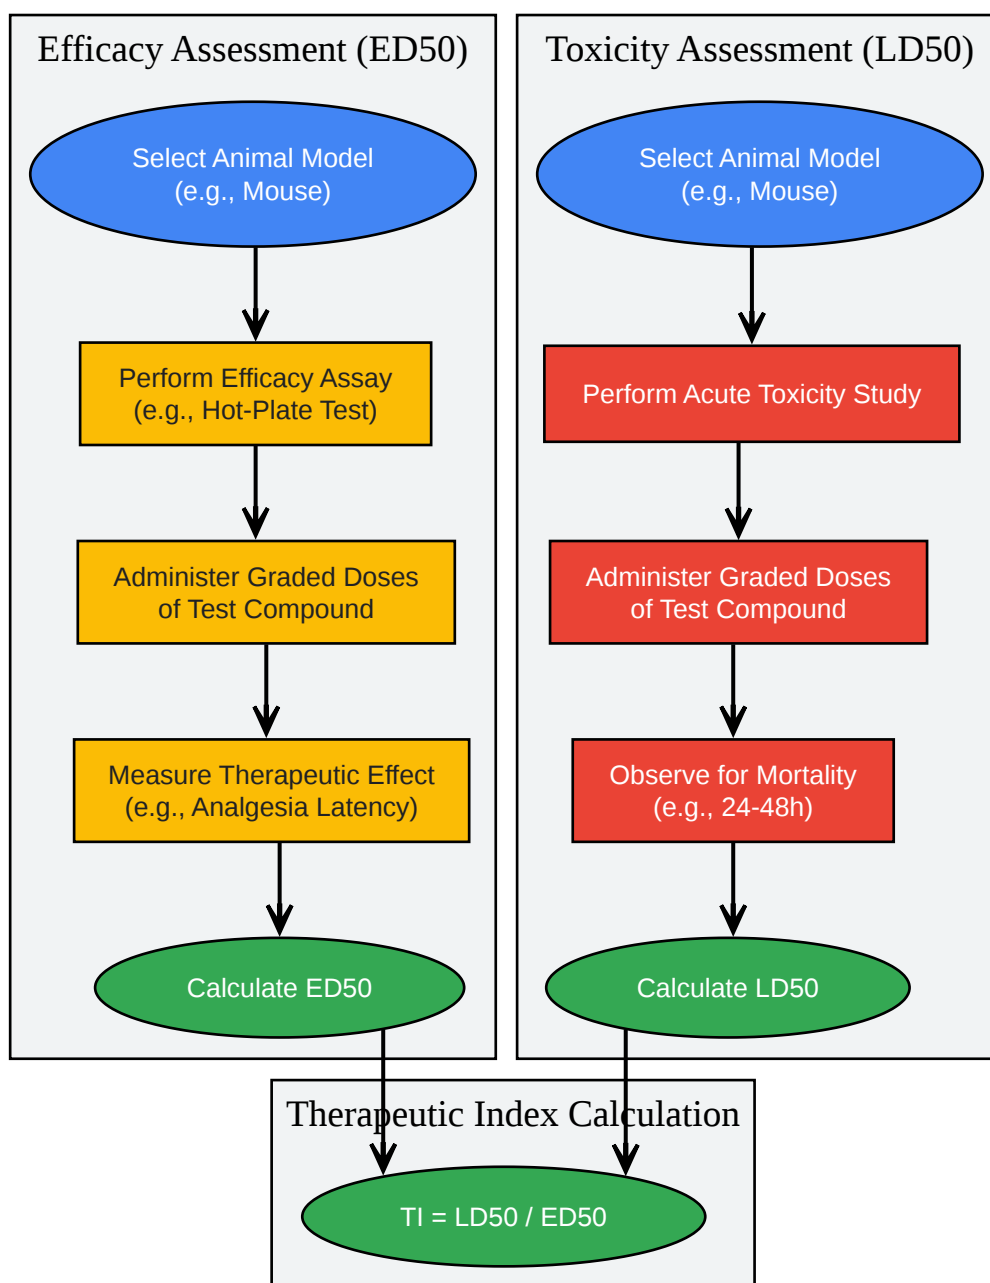 Efficacy Assessment (ED50)
Select Animal Model
(e.g., Mouse)
Perform Efficacy Assay
(e.g., Hot-Plate Test)
Administer Graded Doses
of Test Compound
Measure Therapeutic Effect
(e.g., Analgesia Latency)
Calculate ED50
Toxicity Assessment (LD50)
Select Animal Model
(e.g., Mouse)
Perform Acute Toxicity Study
Administer Graded Doses
of Test Compound
Observe for Mortality
(e.g., 24-48h)
Calculate LD50
Therapeutic Index Calculation
TI = LD50 / ED50